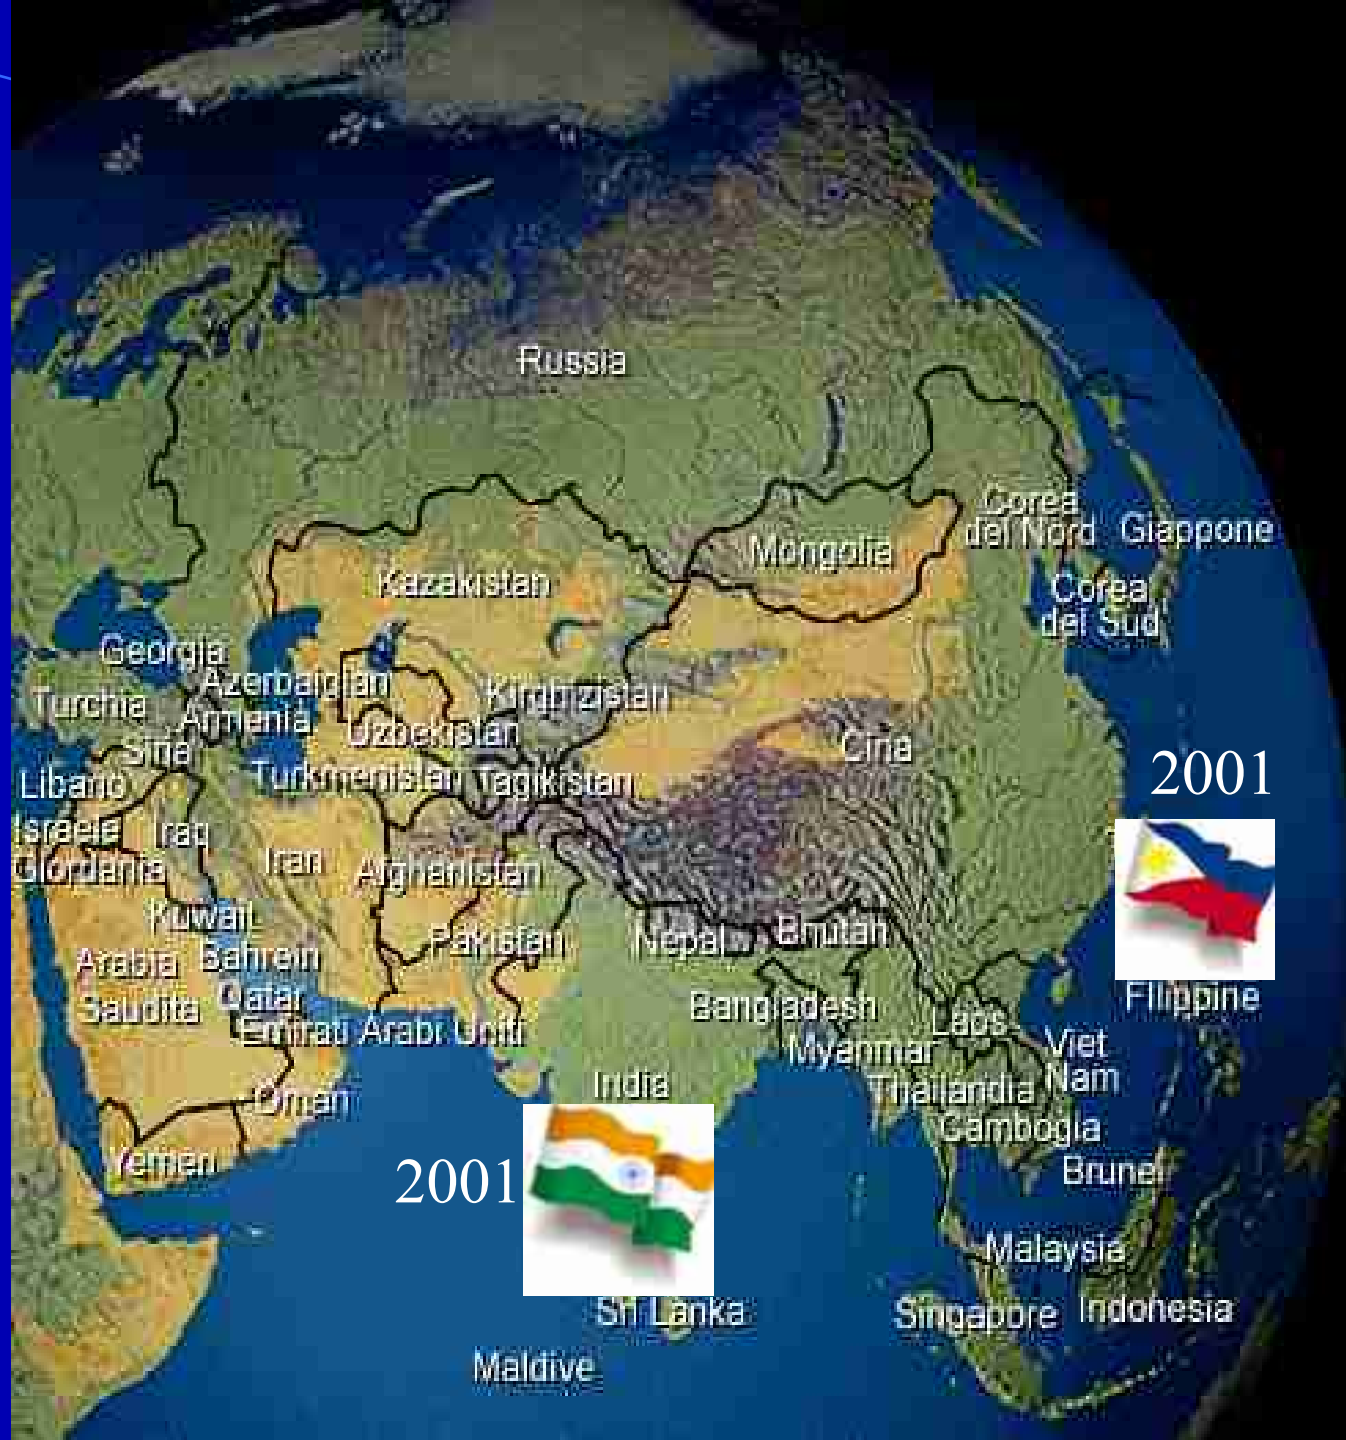 Russia
Corea
del Nord
Giappone
Mongolia
Kazakistan
Corea
del Sud
Georgia
Azerbaigian
Kirghizistan
Turchia
Armenia
Uzbekistan
Siria
Cina
Libano
Turkmenistan
Tagikistan
2001
Israele
Iraq
Iran
Giordania
Afghanistan
Kuwait
Pakistan
Nepal
Bhutan
Arabia
Saudita
Bahrein
Qatar
Emirati Arabi Uniti
Bangladesh
Filippine
Laos
Myanmar
Viet
Nam
India
Thailandia
Oman
Cambogia
Yemen
2001
Brunei
Malaysia
Sri Lanka
Singapore
Indonesia
Maldive